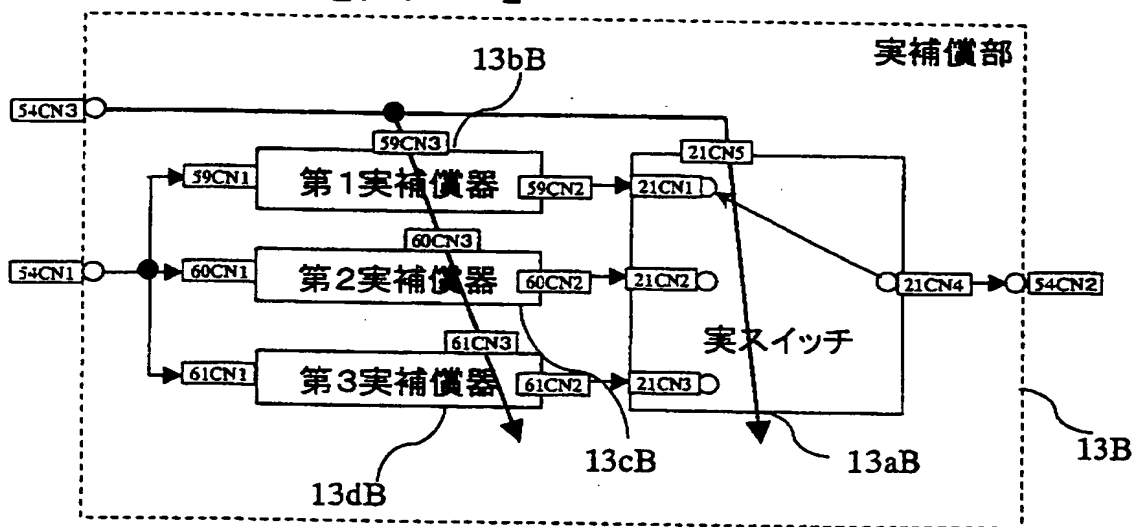 実補償部
13bB
54CN3
59CN3
21CN5
59CN1
第1実補償器
59CN2
21CN1
60CN3
54CN1
60CN1
第2実補償器
60CN2
21CN2
21CN4
54CN2
実スイッチ
61CN3
61CN1
第3実補償器
61CN2
21CN3
13dB
13cB
13aB
13B